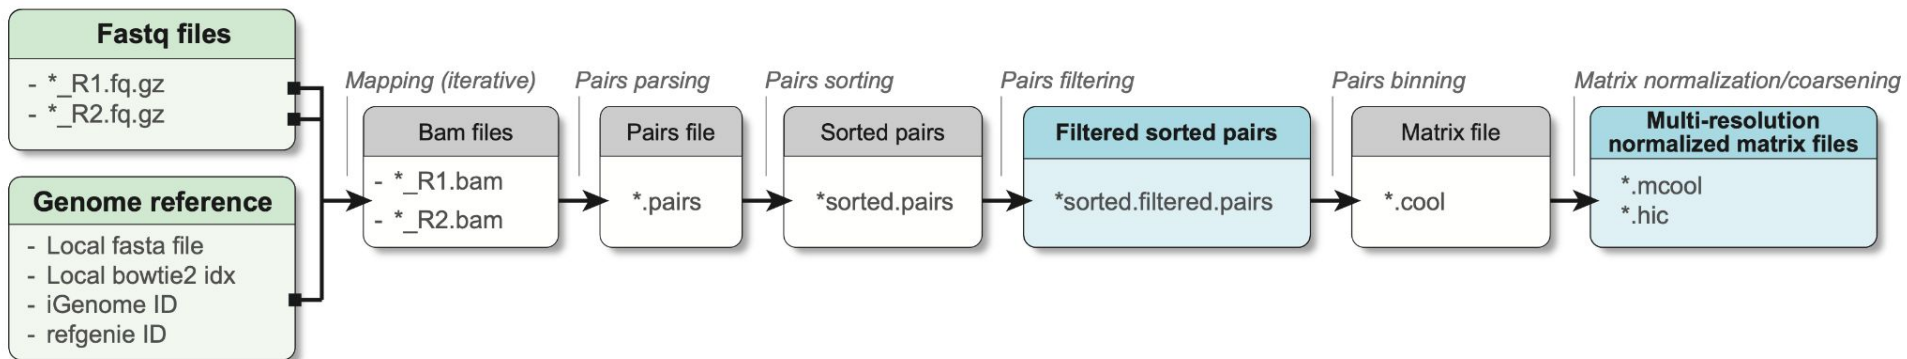 Fastq files
- *_R1.fq.gz
- *_R2.fq.gz
Genome reference
- Local fasta file
- Local bowtie2 idx
- iGenome ID
- refgenie ID
Mapping (iterative)
Bam files
- *_R1.bam
- *_R2.bam
Pairs parsing
Pairs file
*.pairs
Pairs sorting
Sorted pairs
*sorted.pairs
Pairs filtering
Filtered sorted pairs
*sorted.filtered.pairs
Pairs binning
Matrix file
*.cool
Matrix normalization/coarsening
Multi-resolution
normalized matrix files
*.mcool
*.hic